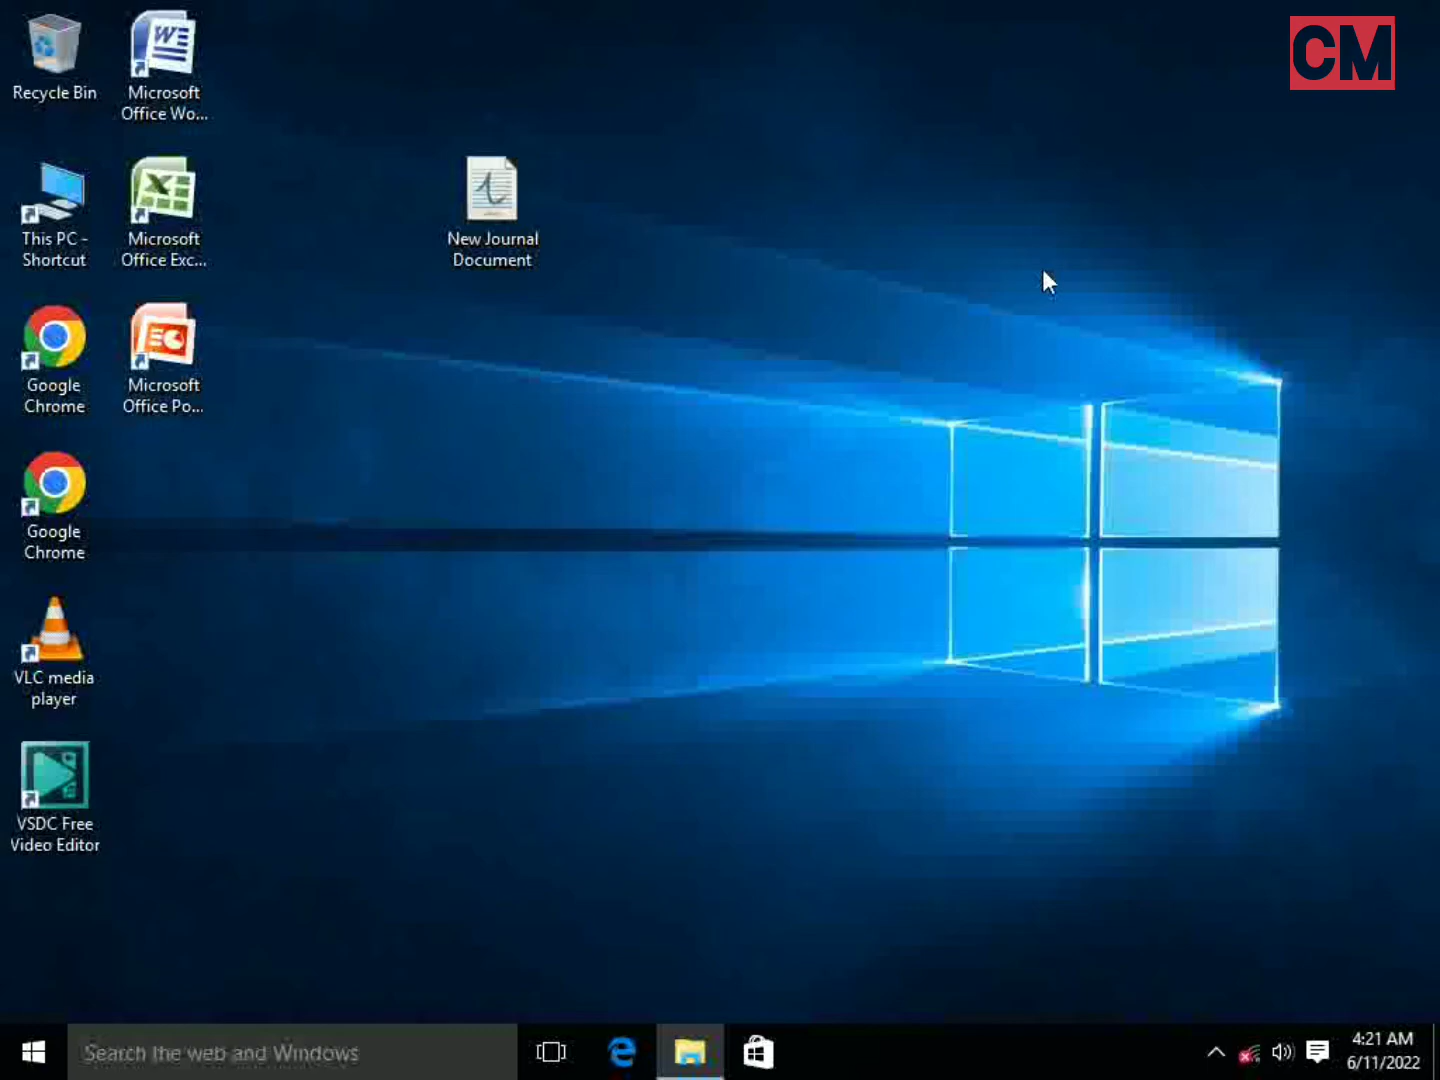 CM
Recycle Bin
Microsoft
Office Wo...
This PC -
Shortcut
Microsoft
Office Exc...
New Journal
Document
Google
Chrome
Microsoft
Office Po...
Google
Chrome
VLC media
player
VSDC Free
Video Editor
Search the web and Windows
4:21 AM
6/11/2022